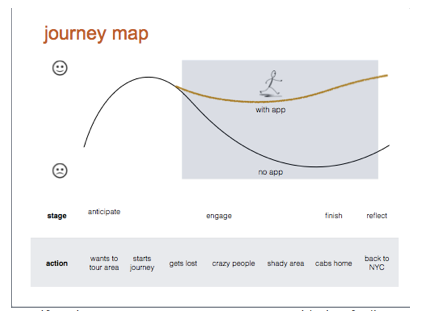 journey map
with app
no app
stage anticipate engage finish reflect
action wants to tour area starts journey gets lost crazy people shady area cabs home back to NYC